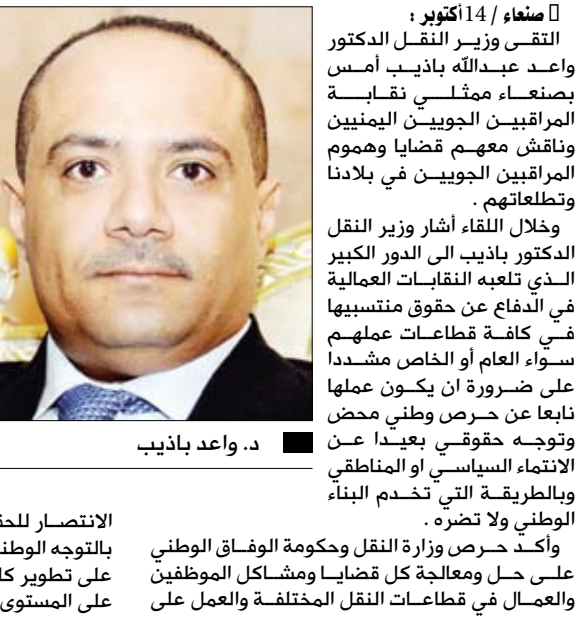 صنعاء / 14أكتوبر :
التقى وزير النقل الدكتور
واعد عبدالله باذيب أمس
بصنعاء ممثلي نقابة
المراقبين الجويين اليمنيين
وناقش معهم قضايا وهموم
المراقبين الجويين في بلادنا
وتطلعاتهم .
وخلال اللقاء أشار وزير النقل
الدكتور باذيب الى الدور الكبير
الذي تلعبه النقابات العمالية
في الدفاع عن حقوق منتسبيها
في كافة قطاعات عملهم
سواء العام أو الخاص مشددا
على ضرورة ان يكون عملها
نابعا عن حرص وطني محض
وتوجه حقوقي بعيدا عن
الانتماء السياسي او المناطقي
وبالطريقة التي تخدم البناء
الوطني ولا تضره .
وأكد حرص وزارة النقل وحكومة الوفاق الوطني
على حل ومعالجة كل قضايا ومشاكل الموظفين
والعمال في قطاعات النقل المختلفة والعمل على
د. واعد باذيب
الانتصار
بالتوجه
على تطوير
على المستوى